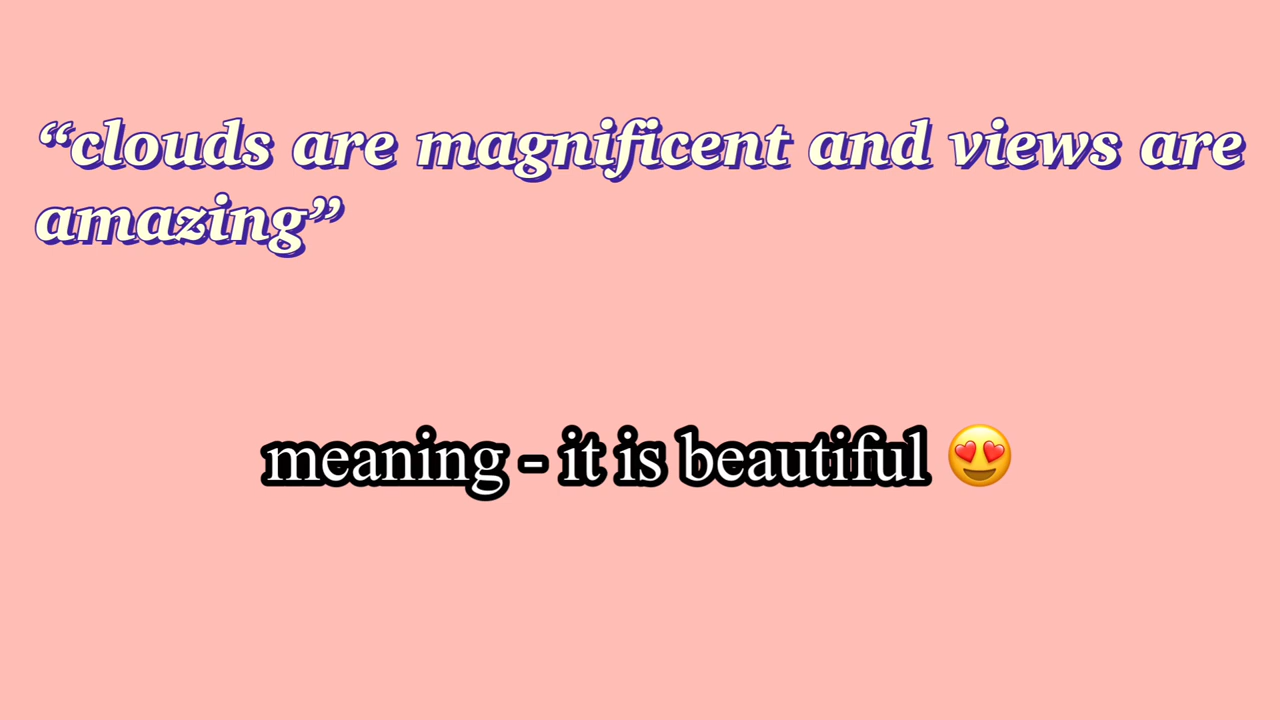 “clouds are magnificent and views are
amazing”
meaning - it is beautiful 😍